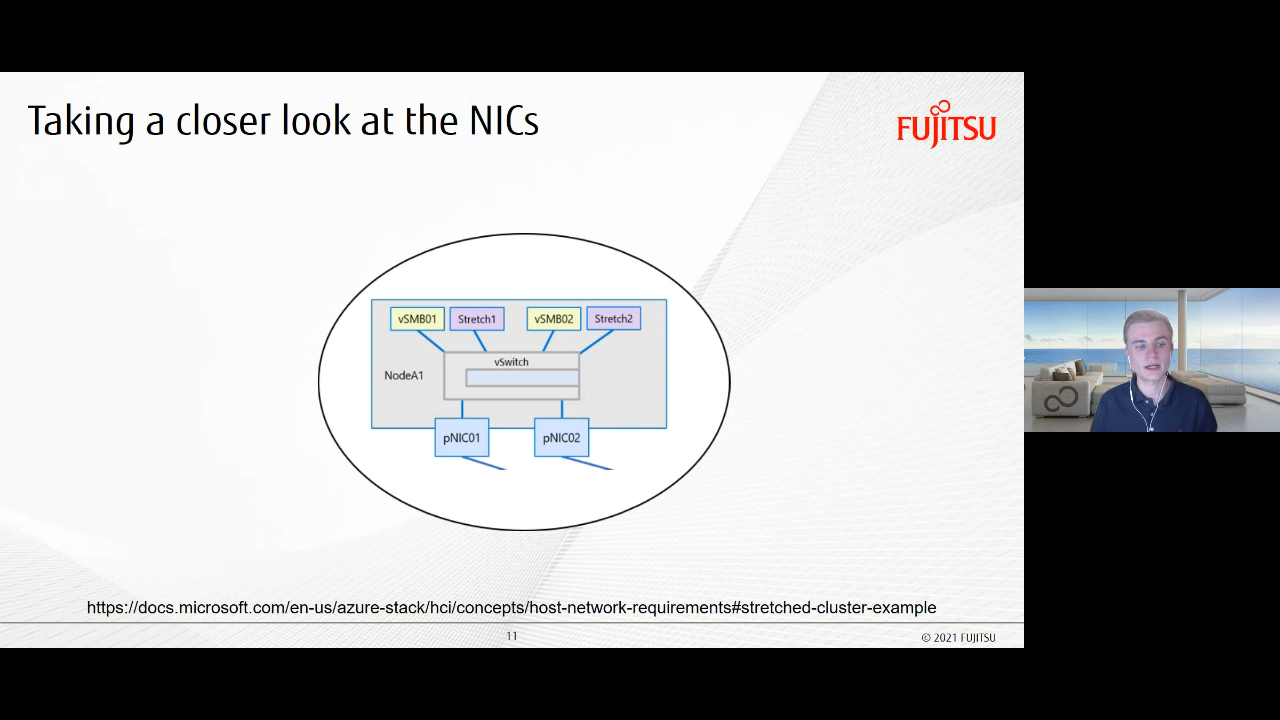 Taking a closer look at the NICs
FUJITSU
vSMB01 Stretch1 vSMB02 Stretch2
vSwitch
NodeA1
pNIC01 pNIC02
https://docs.microsoft.com/en-us/azure-stack/hci/concepts/host-network-requirements#stretched-cluster-example
11
© 2021 FUJITSU